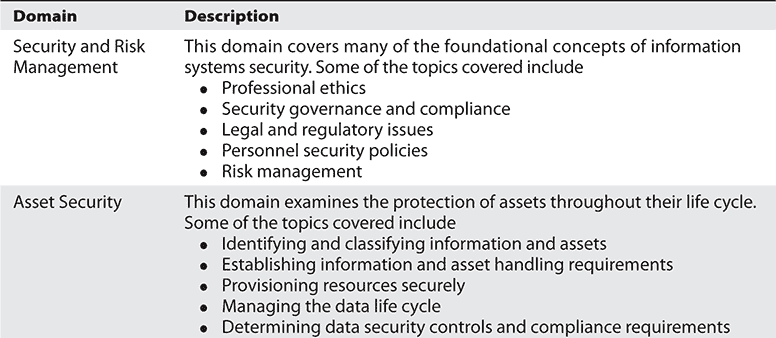 Domain Description
Security and Risk Management This domain covers many of the foundational concepts of information systems security. Some of the topics covered include
• Professional ethics
• Security governance and compliance
• Legal and regulatory issues
• Personnel security policies
• Risk management
Asset Security This domain examines the protection of assets throughout their life cycle. Some of the topics covered include
• Identifying and classifying information and assets
• Establishing information and asset handling requirements
• Provisioning resources securely
• Managing the data life cycle
• Determining data security controls and compliance requirements